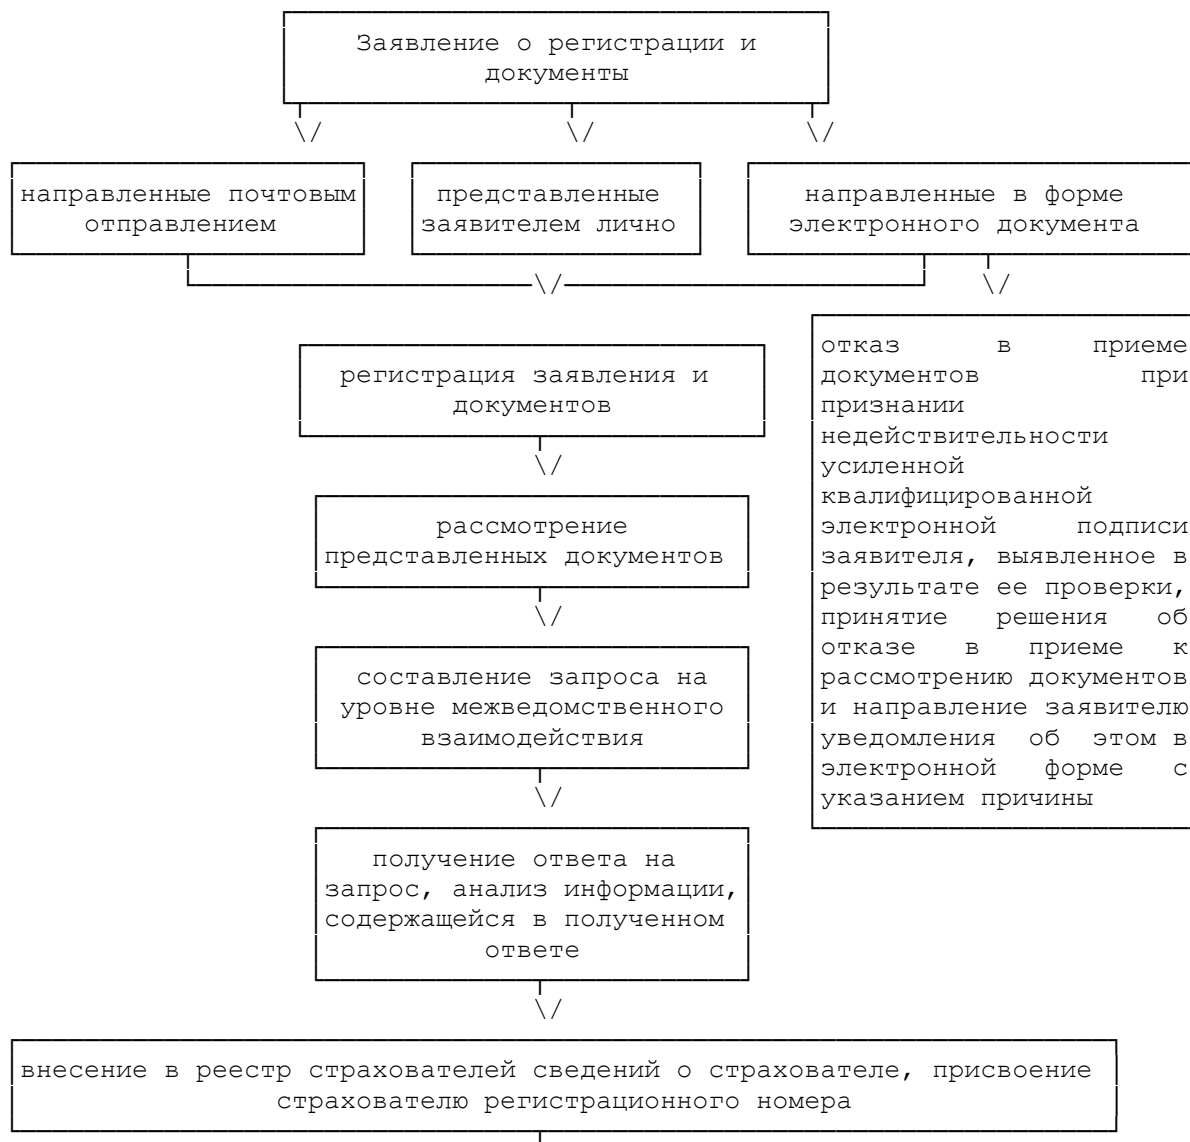 Заявление о регистрации и
документы
\/ \/ \/
направленные почтовым
отправлением
представленные
заявителем лично
направленные в форме
электронного документа
\/ \/
регистрация заявления и
документов
\/
рассмотрение
представленных документов
\/
составление запроса на
уровне межведомственного
взаимодействия
\/
получение ответа на
запрос, анализ информации,
содержащейся в полученном
ответе
\/
отказ в приеме
документов при
признании
недействительности
усиленной
квалифицированной
электронной подписи
заявителя, выявленное в
результате ее проверки,
принятие решения об
отказе в приеме к
рассмотрению документов
и направление заявителю
уведомления об этом в
электронной форме с
указанием причины
внесение в реестр страхователей сведений о страхователе, присвоение
страхователю регистрационного номера